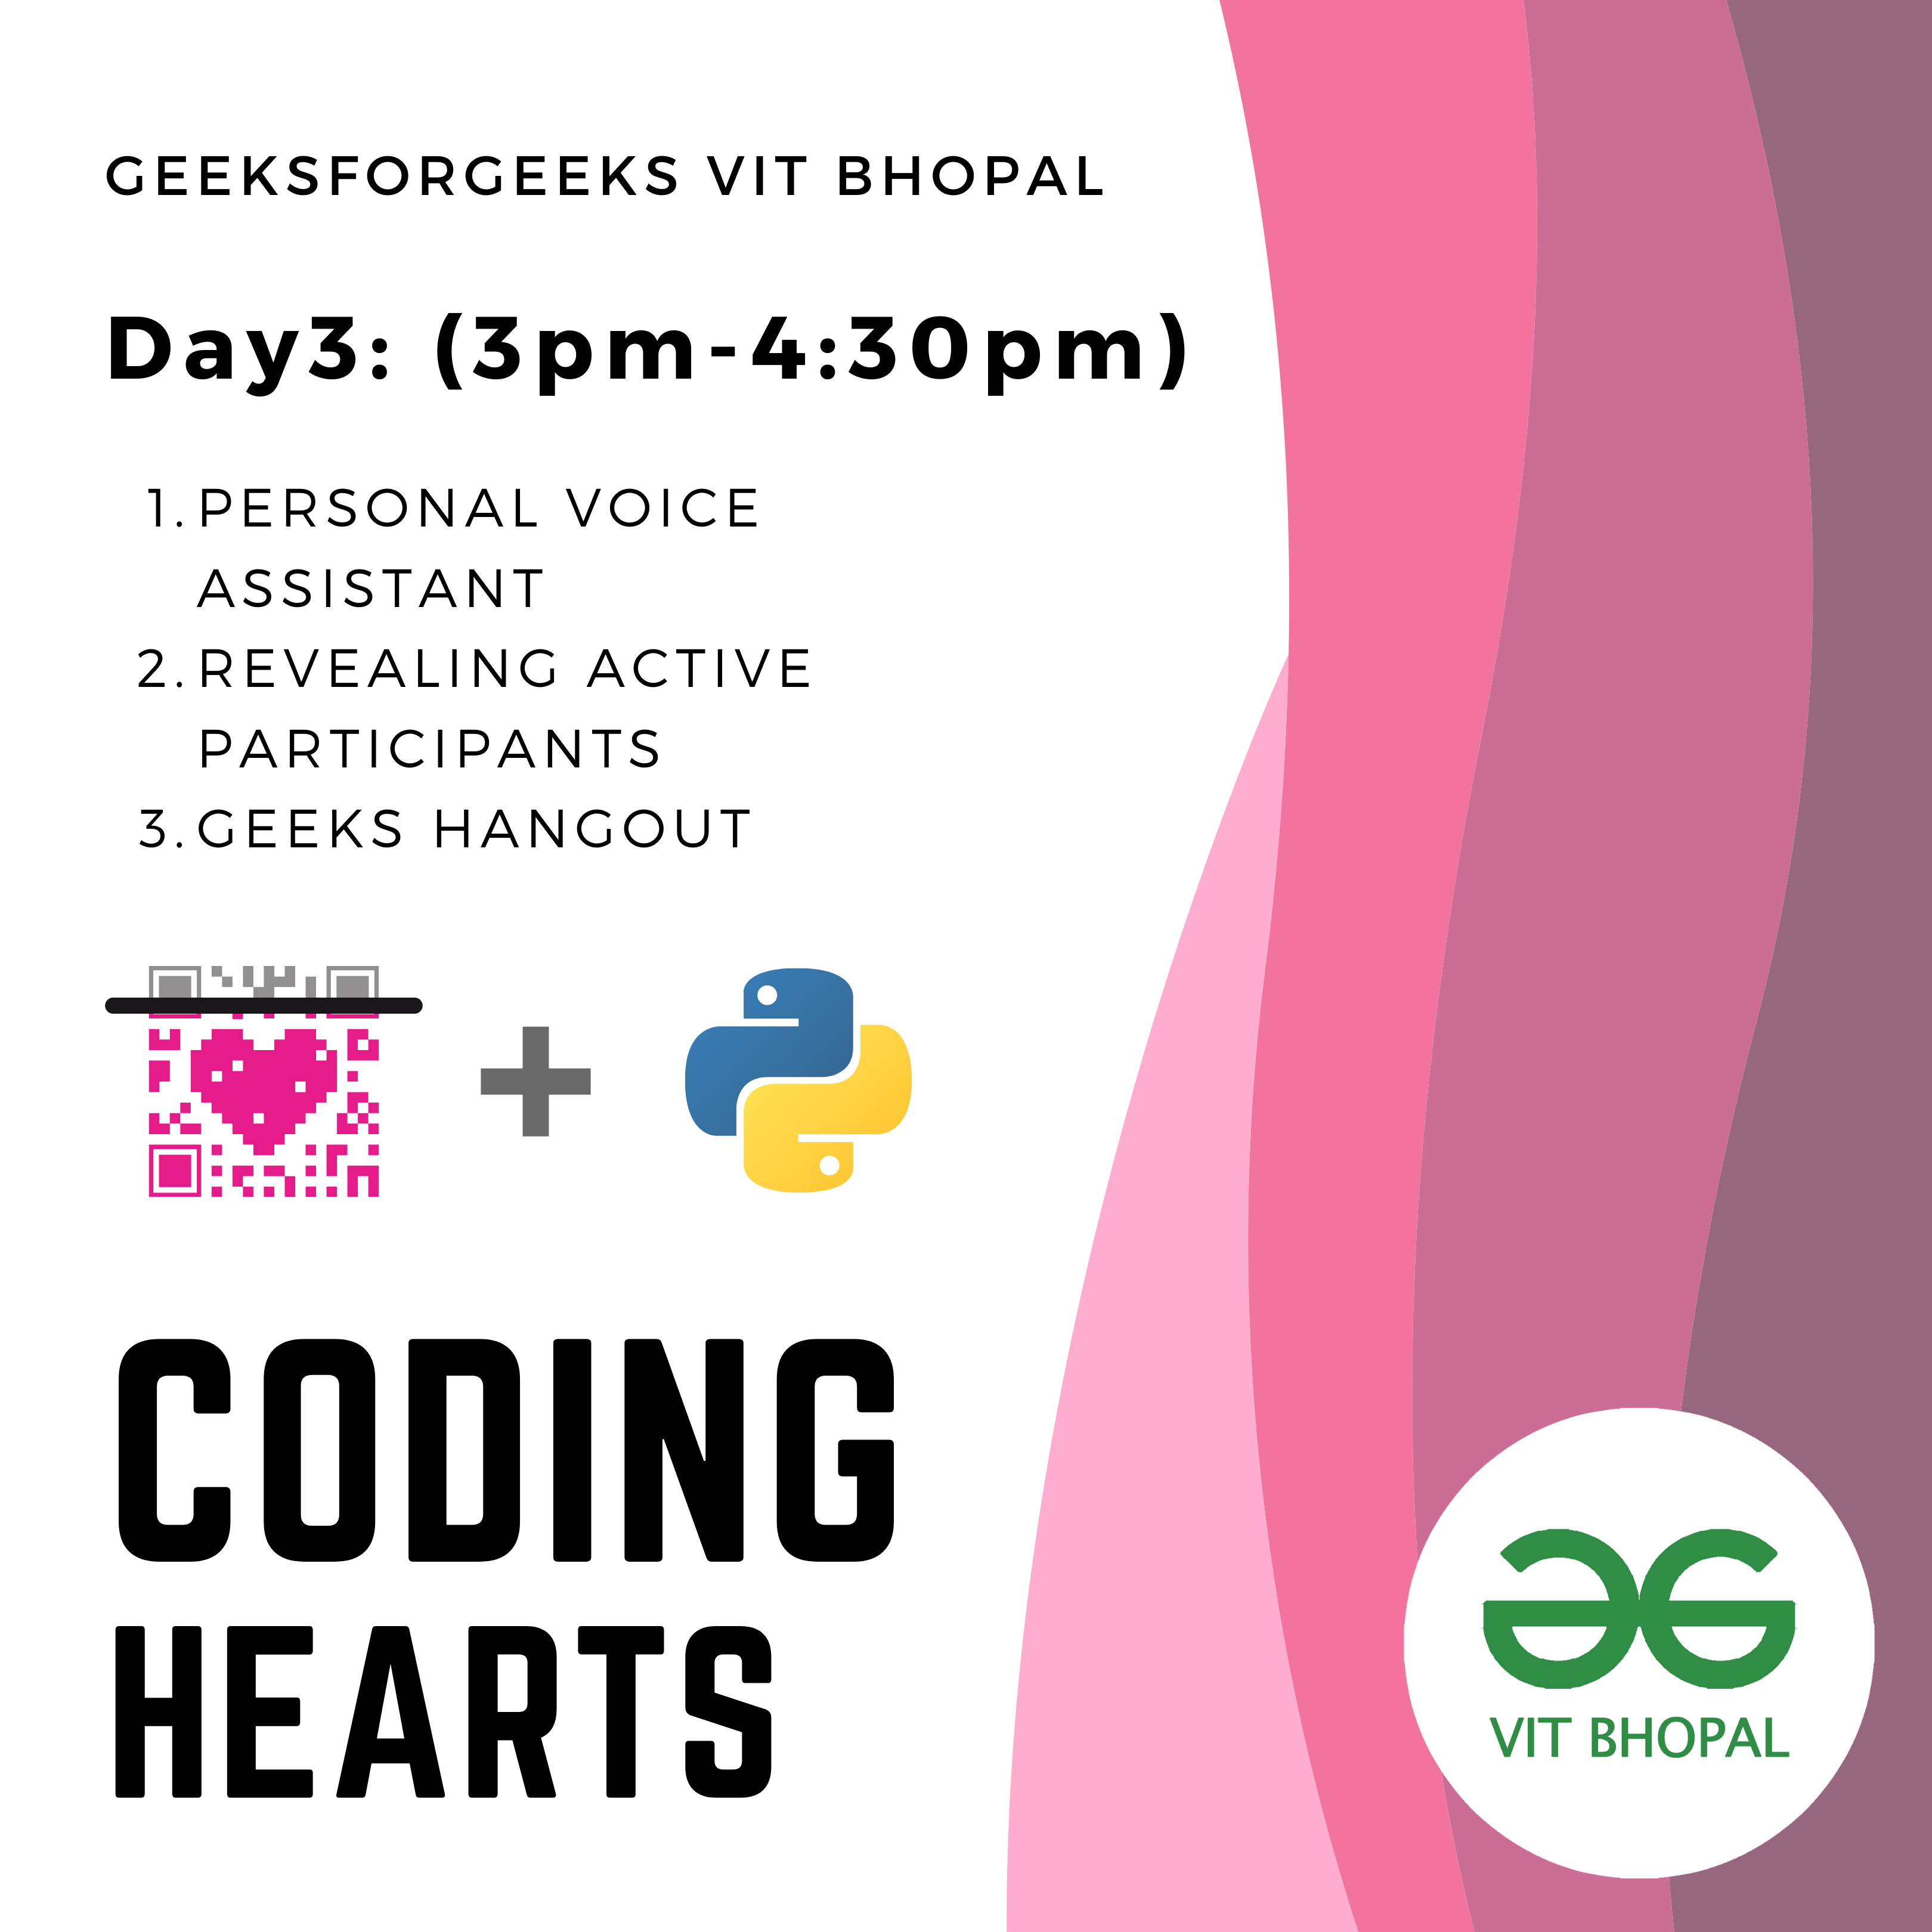 GEEKSFORGEEKS VIT BHOPAL
Day3: (3pm-4:30pm)
1. PERSONAL VOICE
ASSISTANT
2. REVEALING ACTIVE
PARTICIPANTS
3. GEEKS HANGOUT
CODING
HEARTS
VIT BHOPAL